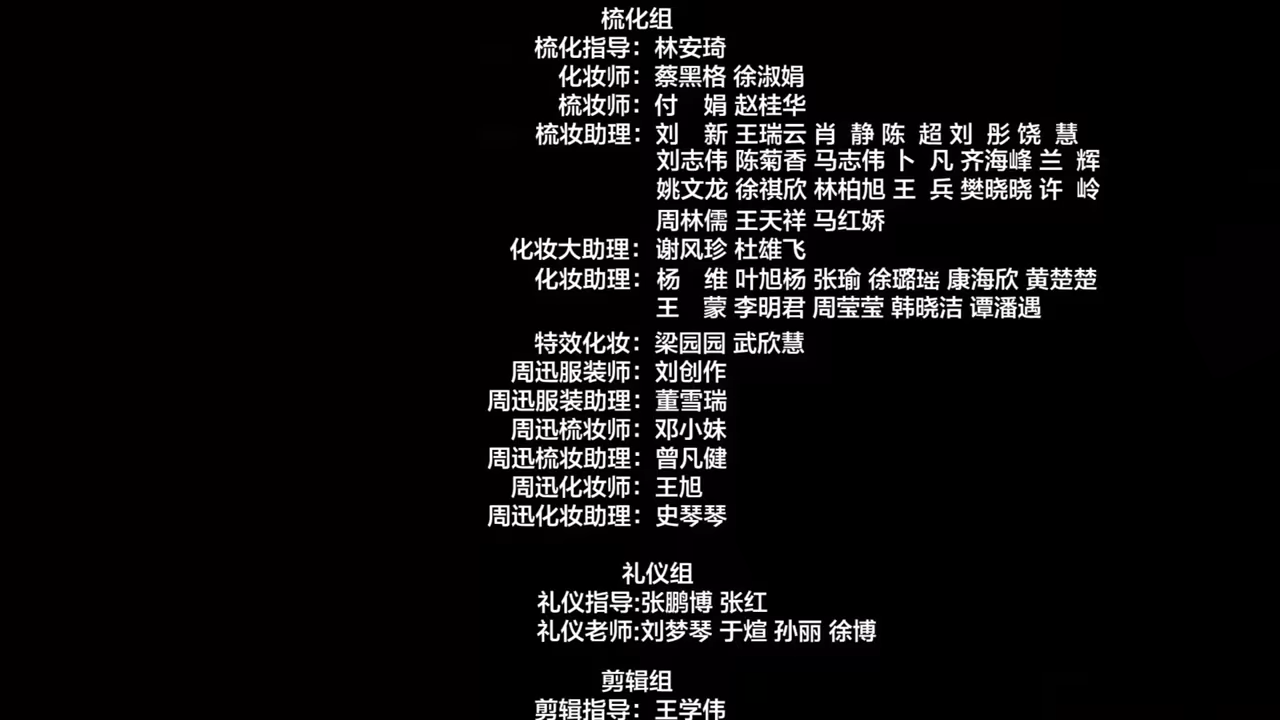 梳化组
梳化指导：林安琦
化妆师：蔡黑格 徐淑娟
梳妆师：付　娟 赵桂华
梳妆助理：刘　新 王瑞云 肖 静 陈 超 刘 彤 饶 慧
刘志伟 陈菊香 马志伟 卜 凡 齐海峰 兰 辉
姚文龙 徐祺欣 林柏旭 王 兵 樊晓晓 许 岭
周林儒 王天祥 马红娇
化妆大助理：谢风珍 杜雄飞
化妆助理：杨　维 叶旭杨 张瑜 徐璐瑶 康海欣 黄楚楚
王　蒙 李明君 周莹莹 韩晓洁 谭潘遇
特效化妆：梁园园 武欣慧
周迅服装师：刘创作
周迅服装助理：董雪瑞
周迅梳妆师：邓小妹
周迅梳妆助理：曾凡健
周迅化妆师：王旭
周迅化妆助理：史琴琴
礼仪组
礼仪指导:张鹏博 张红
礼仪老师:刘梦琴 于煊 孙丽 徐博
剪辑组
剪辑指导：王学伟